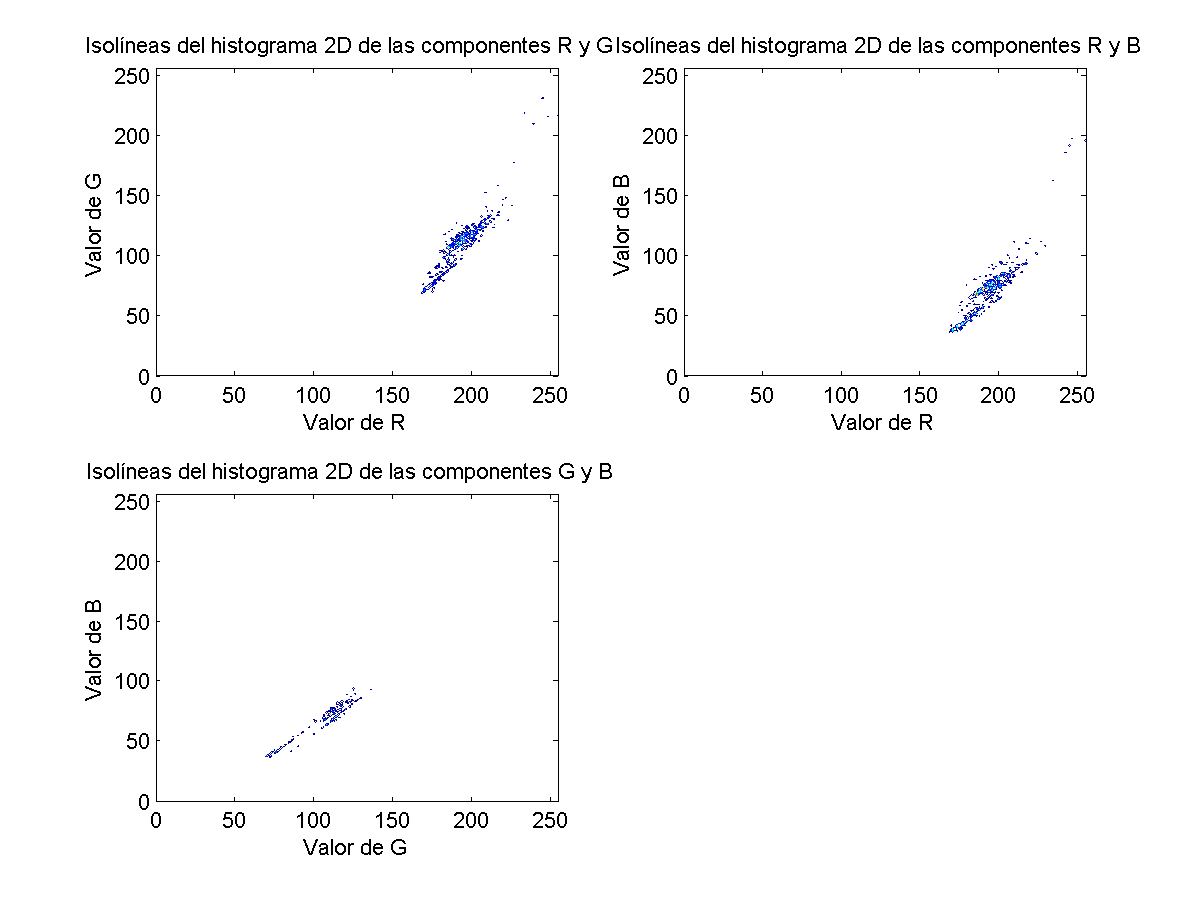 Isolíneas del histograma 2D de las componentes R y G
250
200
150
100
50
0
0 50 100 150 200 250
Valor de G
Valor de R
Isolíneas del histograma 2D de las componentes R y B
250
200
150
100
50
0
0 50 100 150 200 250
Valor de B
Valor de R
Isolíneas del histograma 2D de las componentes G y B
250
200
150
100
50
0
0 50 100 150 200 250
Valor de B
Valor de G